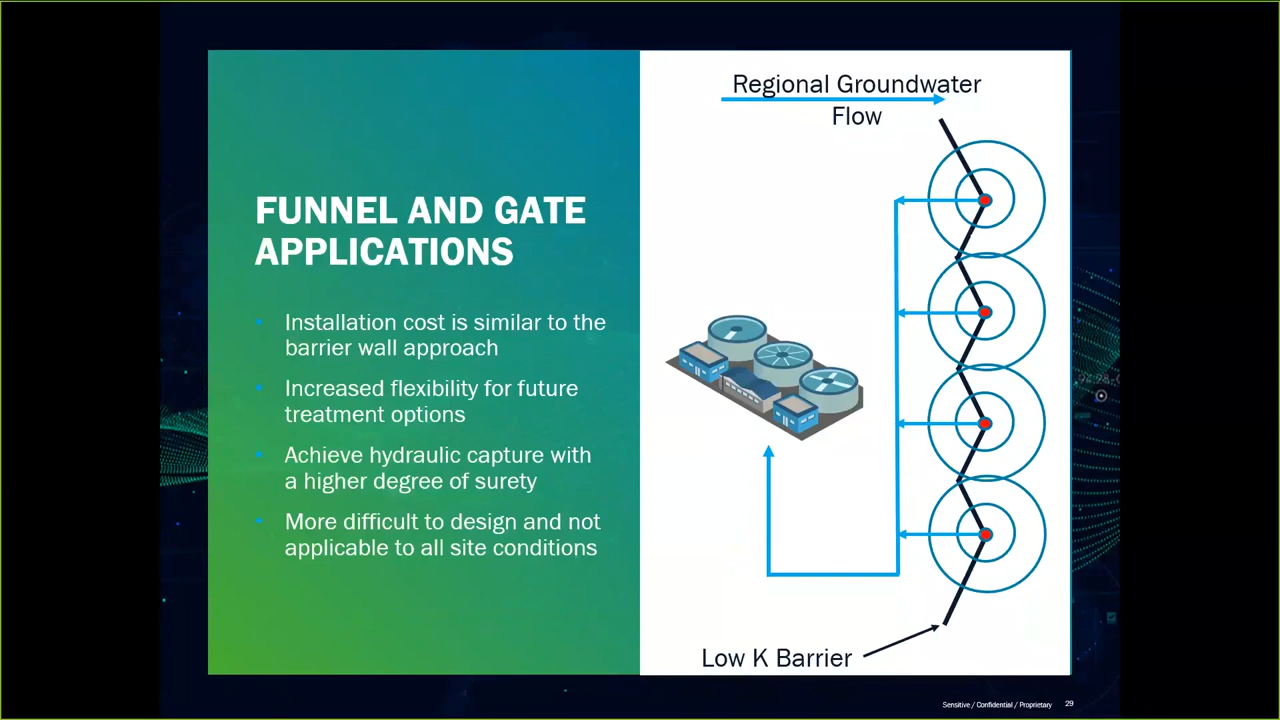 FUNNEL AND GATE
APPLICATIONS
• Installation cost is similar to the
barrier wall approach
• Increased flexibility for future
treatment options
• Achieve hydraulic capture with
a higher degree of surety
• More difficult to design and not
applicable to all site conditions
Regional Groundwater
Flow
Low K Barrier
Sensitive / Confidential / Proprietary
29